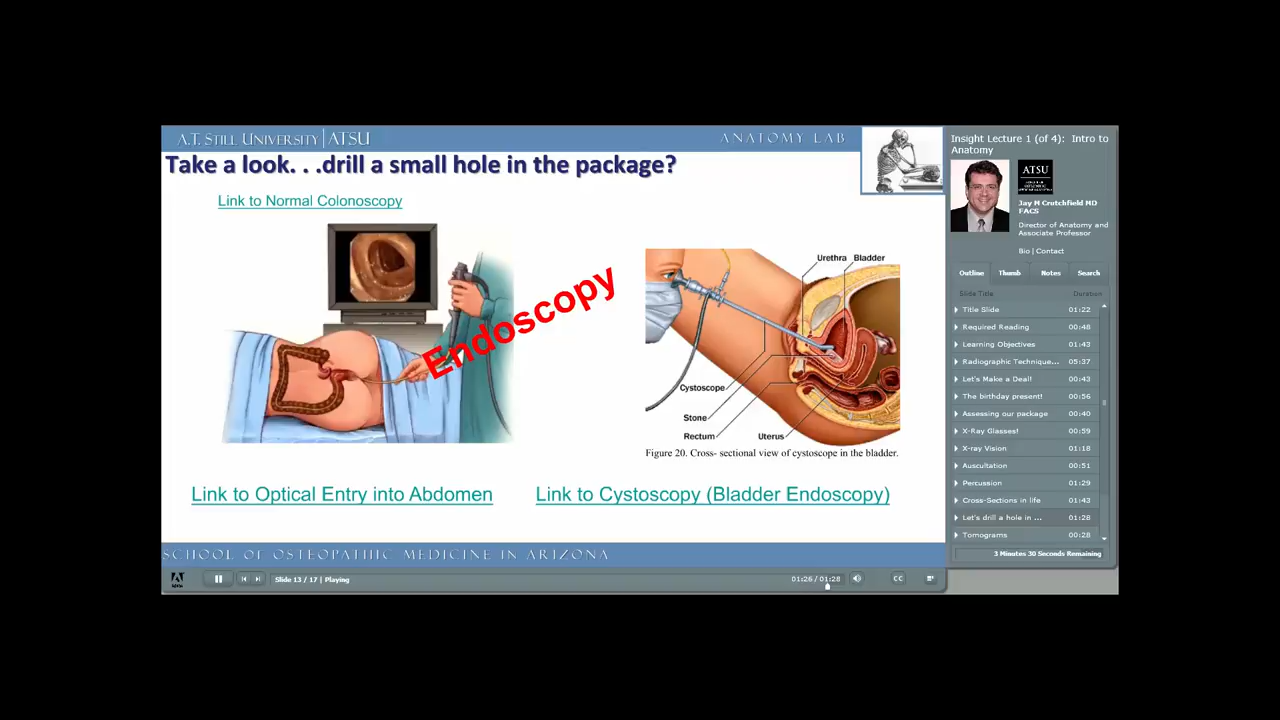 A.T. STILL UNIVERSITY | ATSU
ANATOMY LAB
Take a look. . .drill a small hole in the package?
Link to Normal Colonoscopy
Endoscopy
Urethra
Bladder
Cystoscope
Stone
Rectum
Uterus
Figure 20. Cross- sectional view of cystoscope in the bladder.
Link to Optical Entry into Abdomen
Link to Cystoscopy (Bladder Endoscopy)
SCHOOL OF OSTEOPATHIC MEDICINE IN ARIZONA
Slide 13 / 17 | Playing
01:26 / 01:28
CC
Insight Lecture 1 (of 4): Intro to
Anatomy
ATSU
Jay M Crutchfield MD
FACS
Director of Anatomy and
Associate Professor
Bio | Contact
Outline Thumb Notes Search
Slide Title Duration
Title Slide 01:22
Required Reading 00:48
Learning Objectives 01:43
Radiographic Technique... 05:37
Let's Make a Deal! 00:43
The birthday present! 00:56
Assessing our package 00:40
X-Ray Glasses! 00:59
X-ray Vision 01:18
Auscultation 00:51
Percussion 01:29
Cross-Sections in life 01:43
Let's drill a hole in ... 01:28
Tomograms 00:28
3 Minutes 30 Seconds Remaining